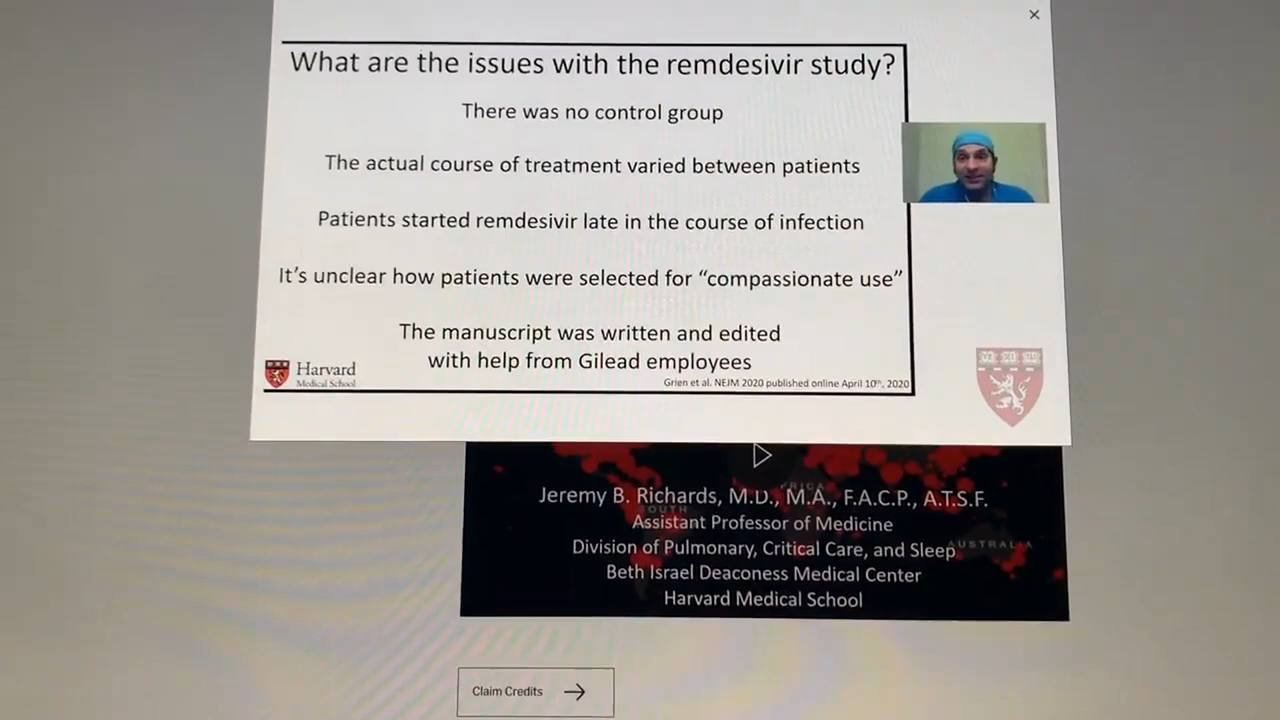 What are the issues with the remdesivir study?
There was no control group
The actual course of treatment varied between patients
Patients started remdesivir late in the course of infection
It's unclear how patients were selected for “compassionate use”
The manuscript was written and edited
with help from Gilead employees
Harvard
Medical School
Grien et al. NEJM 2020 published online April 10th, 2020
Jeremy B. Richards, M.D., M.A., F.A.C.P., A.T.S.F.
SOUTH
Assistant Professor of Medicine
Division of Pulmonary, Critical Care, and Sleep
AUSTRALIA
Beth Israel Deaconess Medical Center
Harvard Medical School
Claim Credits